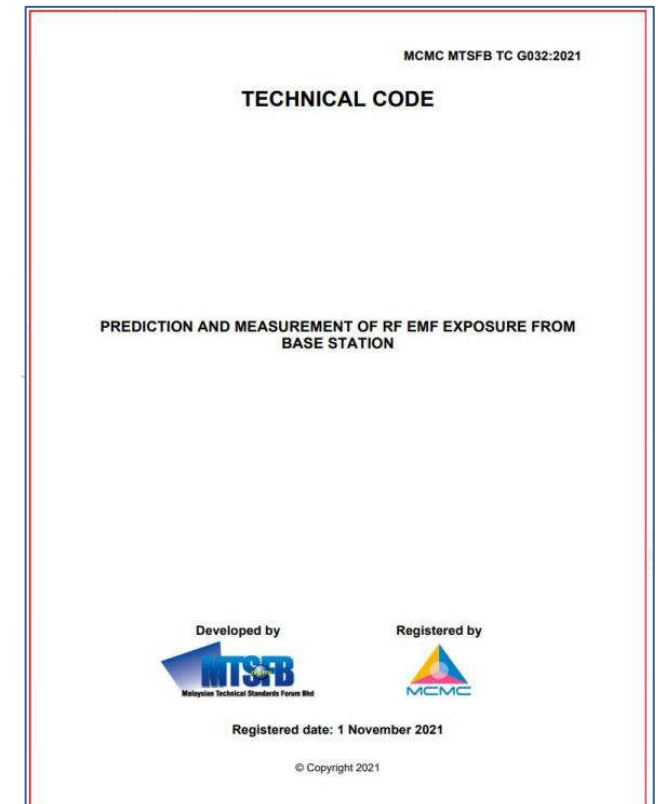 MCMC MTSFB TC G032:2021
TECHNICAL CODE
PREDICTION AND MEASUREMENT OF RF EMF EXPOSURE FROM
BASE STATION
Developed by
Registered by
MTSFB
Malaysian Technical Standards Forum Bhd
MCMC
Registered date: 1 November 2021
© Copyright 2021